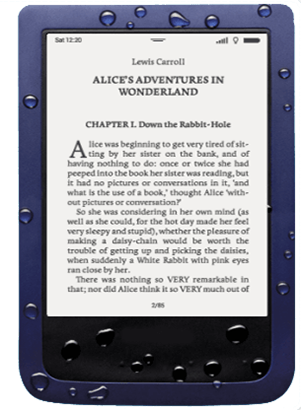 Sat 12:20
Lewis Carroll
ALICE'S ADVENTURES IN
WONDERLAND
CHAPTER I. Down the Rabbit-Hole
Alice was beginning to get very tired of sit-
ting by her sister on the bank, and of
having nothing to do: once or twice she had
peeped into the book her sister was reading, but
it had no pictures or conversations in it, 'and
what is the use of a book,' thought Alice 'with-
out pictures or conversation?'
So she was considering in her own mind (as
well as she could, for the hot day made her feel
very sleepy and stupid), whether the pleasure of
making a daisy-chain would be worth the
trouble of getting up and picking the daisies,
when suddenly a White Rabbit with pink eyes
ran close by her.
There was nothing so VERY remarkable in
that; nor did Alice think it so VERY much out of
2/85